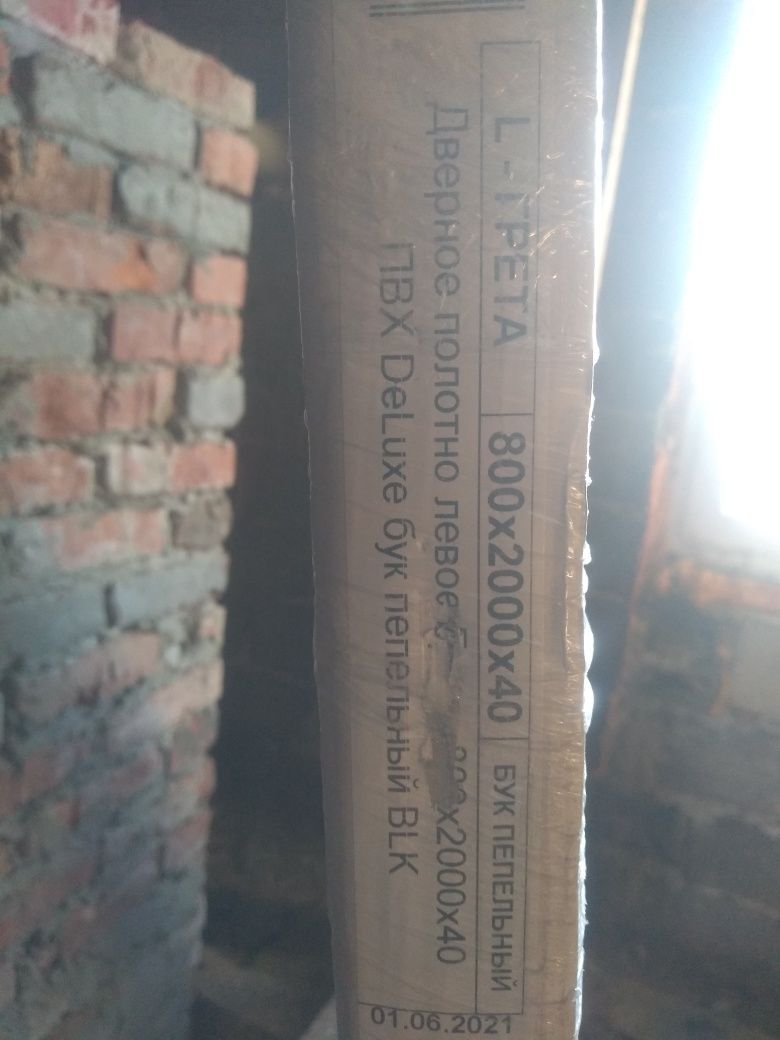 L - ГРЕТА 800x2000x40 БУК ПЕПЕЛЬНЫЙ
Дверное полотно левое x2000x40
ПВХ DeLuxe бук пепельный BLK
01.06.2021